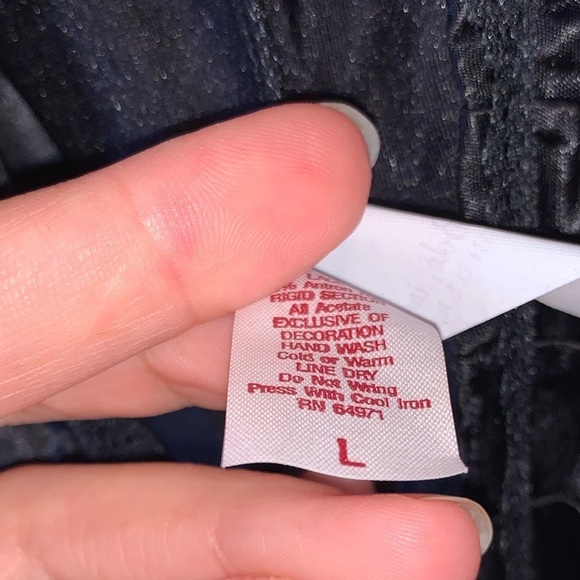 Antron
RIGID SECTION
All Acetate
EXCLUSIVE OF
DECORATION
HAND WASH
Cold or Warm
LINE DRY
Do Not Wring
Press With Cool Iron
RN 64971
L